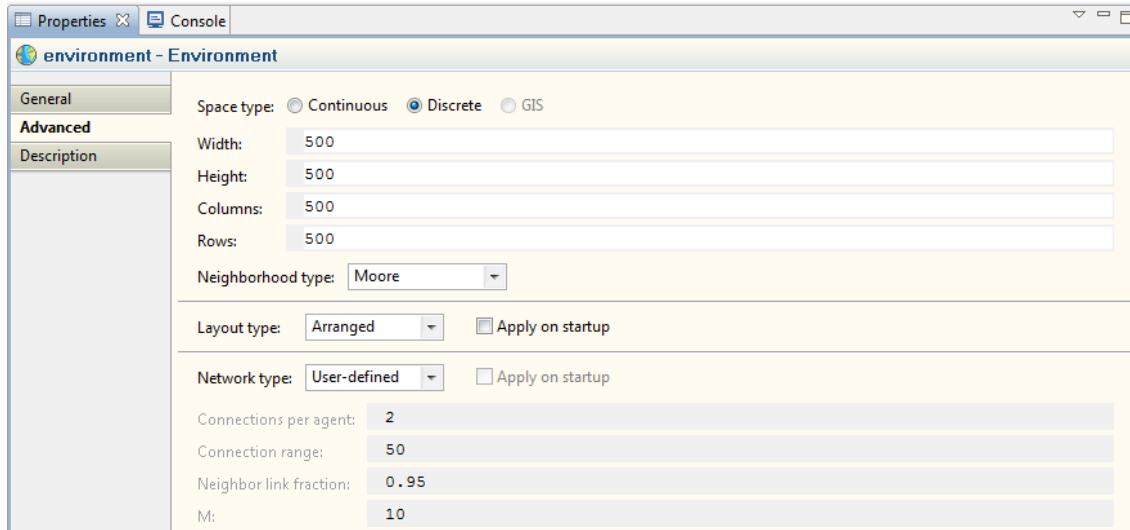 Properties Console
environment - Environment
General
Advanced
Description
Space type: Continuous Discrete GIS
Width: 500
Height: 500
Columns: 500
Rows: 500
Neighborhood type: Moore
Layout type: Arranged Apply on startup
Network type: User-defined Apply on startup
Connections per agent: 2
Connection range: 50
Neighbor link fraction: 0.95
M: 10